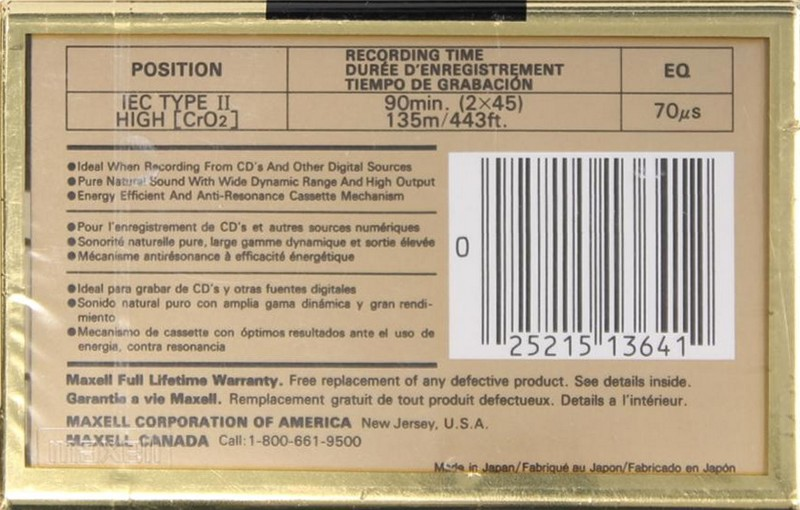 POSITION
RECORDING TIME
DURÉE D'ENREGISTREMENT
TIEMPO DE GRABACIÓN
EQ
IEC TYPE II
HIGH [CrO2]
90min. (2×45)
135m/443ft.
70μs
●Ideal When Recording From CD's And Other Digital Sources
●Pure Natural Sound With Wide Dynamic Range And High Output
●Energy Efficient And Anti-Resonance Cassette Mechanism
●Pour l'enregistrement de CD's et autres sources numériques
●Sonorité naturelle pure, large gamme dynamique et sortie élevée
●Mécanisme antirésonance à efficacité énergétique
●Ideal para grabar de CD's y otras fuentes digitales
●Sonido natural puro con amplia gama dinámica y gran rendi-
miento
●Mecanismo de cassette con óptimos resultados ante el uso de
energia, contra resonancia
0 25215 13641
Maxell Full Lifetime Warranty. Free replacement of any defective product. See details inside.
Garantie a vie Maxell. Remplacement gratuit de tout produit defectueux. Details a l'intérieur.
MAXELL CORPORATION OF AMERICA New Jersey, U.S.A.
MAXELL CANADA Call:1-800-661-9500
maxell
Made in Japan/Fabriqué au Japon/Fabricado en Japón